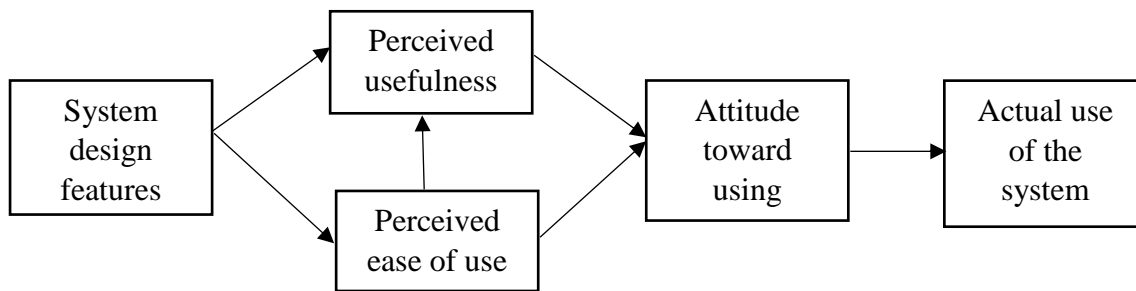 System
design
features
Perceived
usefulness
Perceived
ease of use
Attitude
toward
using
Actual use
of the
system